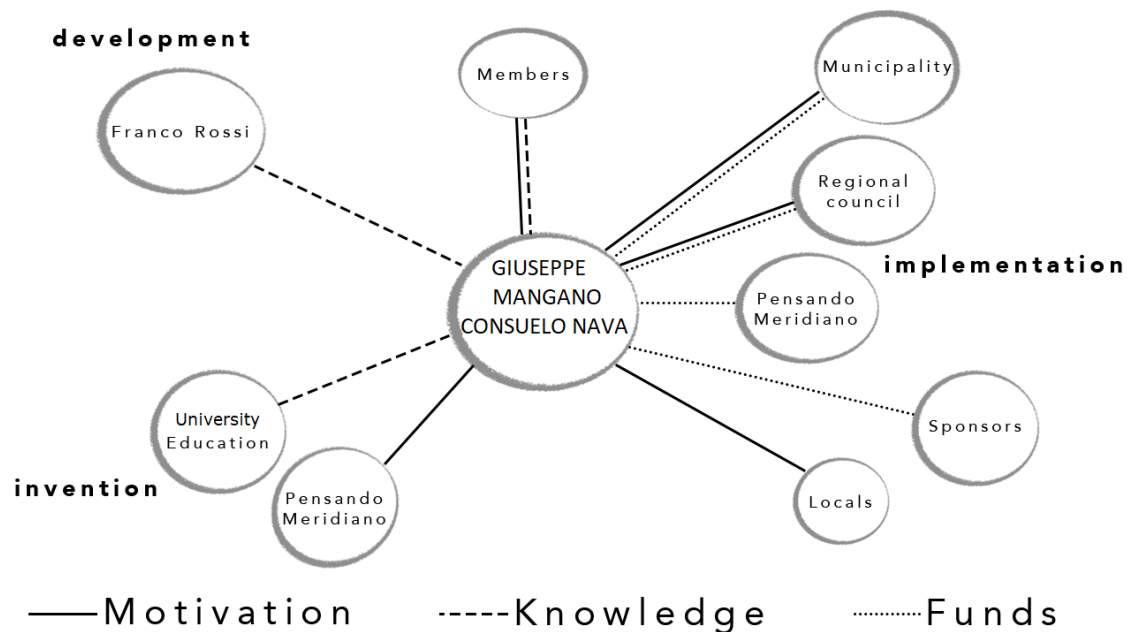 development
Members
Municipality
Franco Rossi
Regional
council
implementation
GIUSEPPE
MANGANO
CONSUELO NAVA
Pensando
Meridiano
University
Education
Sponsors
invention
Pensando
Meridiano
Locals
Motivation
Knowledge
Funds